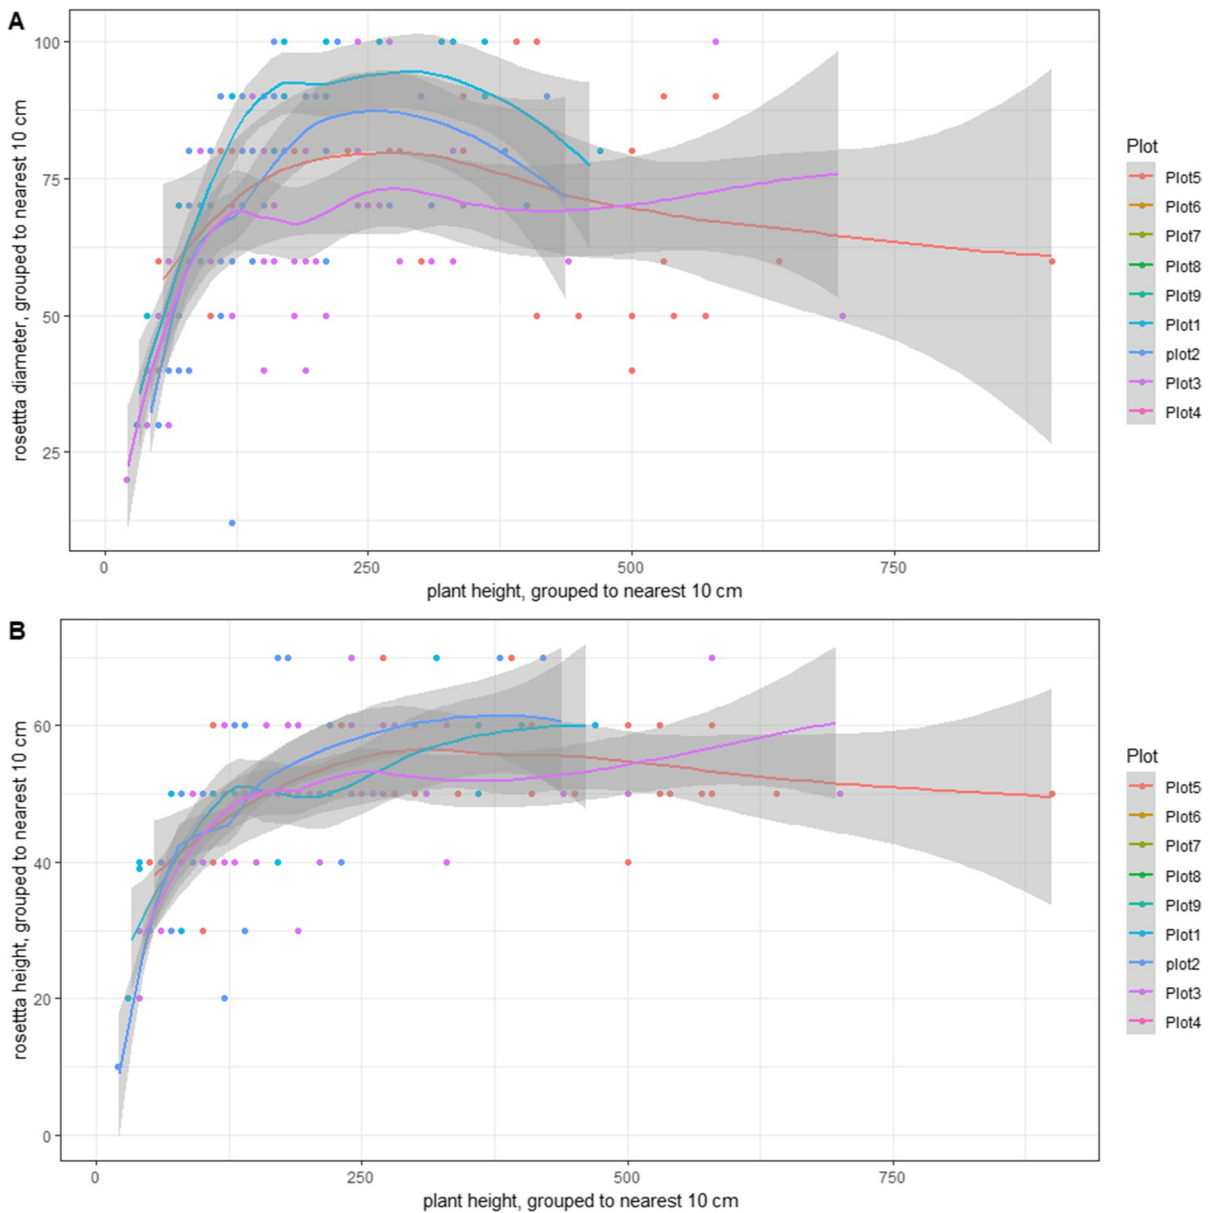 A
rosettta diameter, grouped to nearest 10 cm
100
75
50
25
0
250
500
750
plant height, grouped to nearest 10 cm
Plot
Plot5
Plot6
Plot7
Plot8
Plot9
Plot1
plot2
Plot3
Plot4
B
rosettta height, grouped to nearest 10 cm
60
40
20
0
0
250
500
750
plant height, grouped to nearest 10 cm
Plot
Plot5
Plot6
Plot7
Plot8
Plot9
Plot1
plot2
Plot3
Plot4